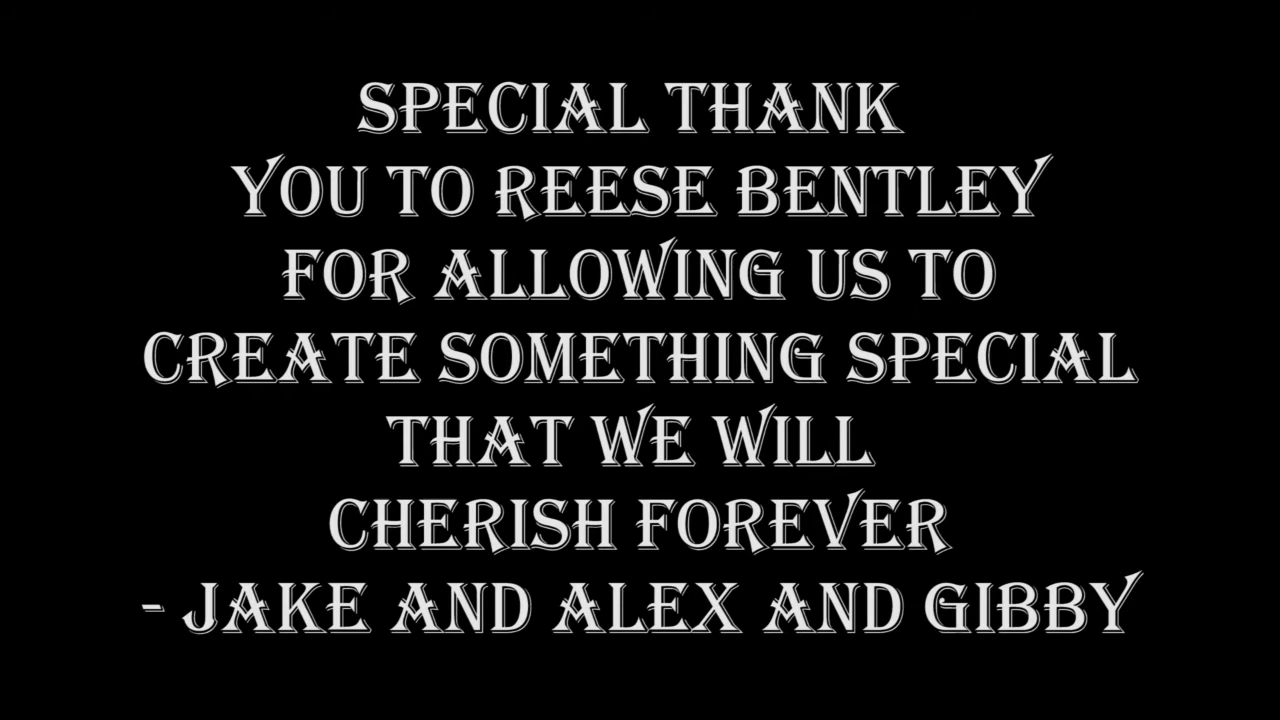 SPECIAL THANK
YOU TO REESE BENTLEY
FOR ALLOWING US TO
CREATE SOMETHING SPECIAL
THAT WE WILL
CHERISH FOREVER
- JAKE AND ALEX AND GIBBY